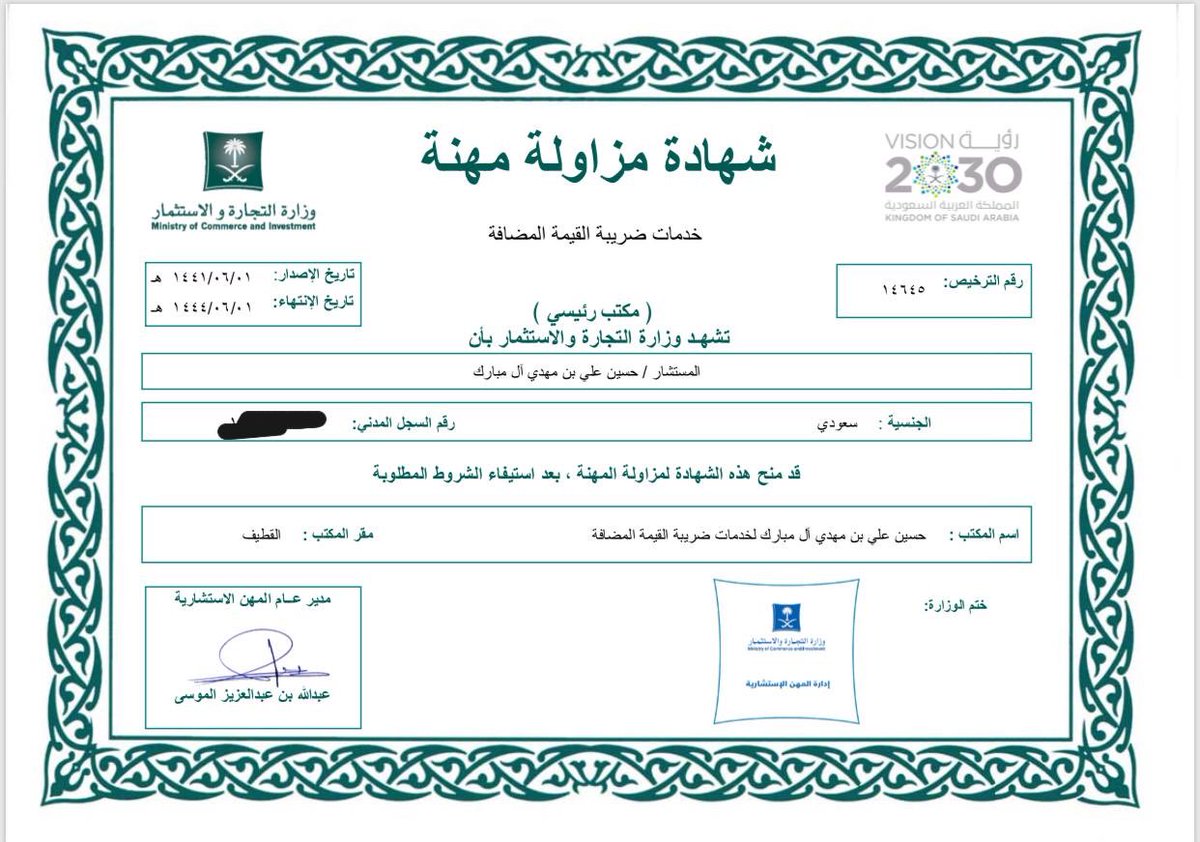 شهادة مزاولة مهنة
رؤيـــة VISION
2030
المملكة العربية السعودية
KINGDOM OF SAUDI ARABIA
وزارة التجارة و الاستثمار
Ministry of Commerce and Investment
خدمات ضريبة القيمة المضافة
رقم الترخيص: ١٤٦٤٥
تاريخ الإصدار: ١٤٤١/٠٦/٠١ هـ
تاريخ الإنتهاء: ١٤٤٤/٠٦/٠١ هـ
( مكتب رئيسي )
تشهـد وزارة التجارة والاستثمار بأن
المستشار / حسين علي بن مهدي آل مبارك
الجنسية : سعودي رقم السجل المدني:
قد منح هذه الشهادة لمزاولة المهنة ، بعد استيفاء الشروط المطلوبة
اسم المكتب : حسين علي بن مهدي آل مبارك لخدمات ضريبة القيمة المضافة مقر المكتب : القطيف
ختم الوزارة:
وزارة التجارة والاستثمار
Ministry of Commerce and Investment
إدارة المهن الإستشارية
مدير عـــام المهن الاستشارية
عبدالله بن عبدالعزيز الموسى